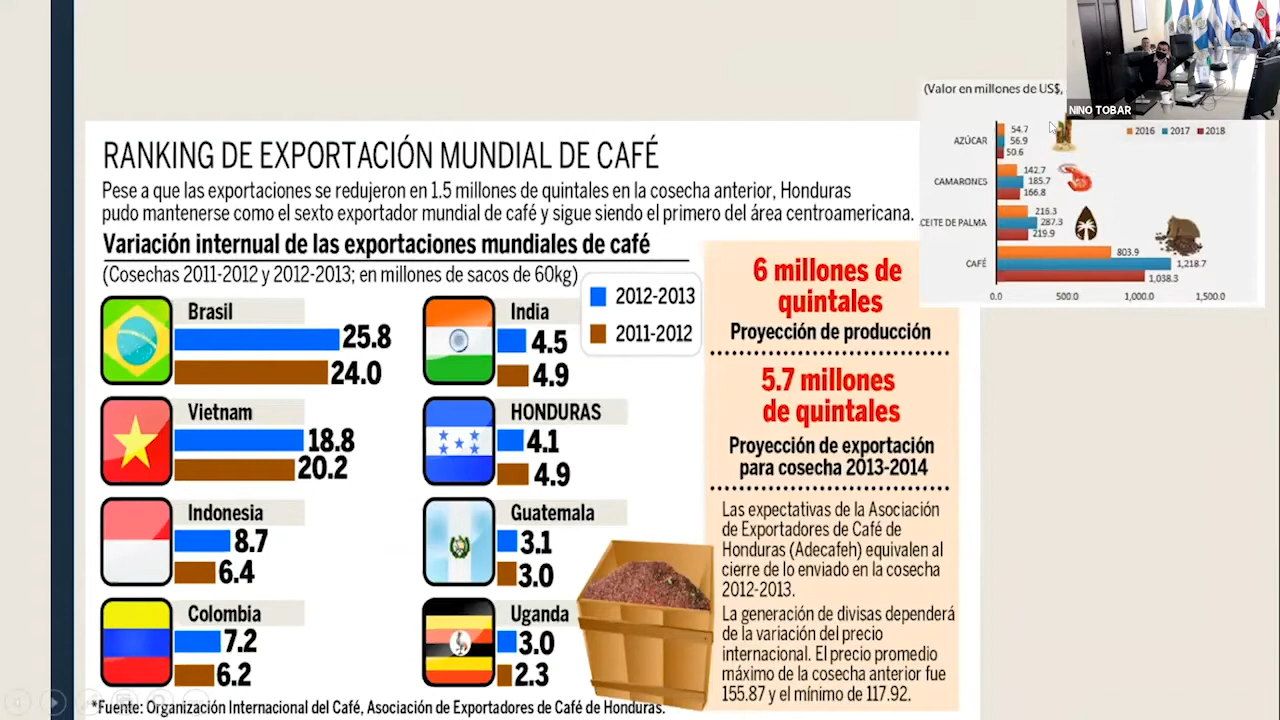 NINO TOBAR
(Valor en millones de US$,
2016 2017 2018
AZÚCAR
54.7
56.9
50.6
CAMARONES
142.7
185.7
166.8
CEITE DE PALMA
216.3
287.3
219.9
CAFÉ
803.9
1,218.7
1,038.3
0.0 500.0 1,000.0 1,500.0
RANKING DE EXPORTACIÓN MUNDIAL DE CAFÉ
Pese a que las exportaciones se redujeron en 1.5 millones de quintales en la cosecha anterior, Honduras
pudo mantenerse como el sexto exportador mundial de café y sigue siendo el primero del área centroamericana.
Variación internual de las exportaciones mundiales de café
(Cosechas 2011-2012 y 2012-2013; en millones de sacos de 60kg)
2012-2013
2011-2012
Brasil
25.8
24.0
Vietnam
18.8
20.2
Indonesia
8.7
6.4
Colombia
7.2
6.2
India
4.5
4.9
HONDURAS
4.1
4.9
Guatemala
3.1
3.0
Uganda
3.0
2.3
6 millones de
quintales
Proyección de producción
5.7 millones
de quintales
Proyección de exportación
para cosecha 2013-2014
Las expectativas de la Asociación
de Exportadores de Café de
Honduras (Adecafeh) equivalen al
cierre de lo enviado en la cosecha
2012-2013.
La generación de divisas dependerá
de la variación del precio
internacional. El precio promedio
máximo de la cosecha anterior fue
155.87 y el mínimo de 117.92.
*Fuente: Organización Internacional del Café, Asociación de Exportadores de Café de Honduras.